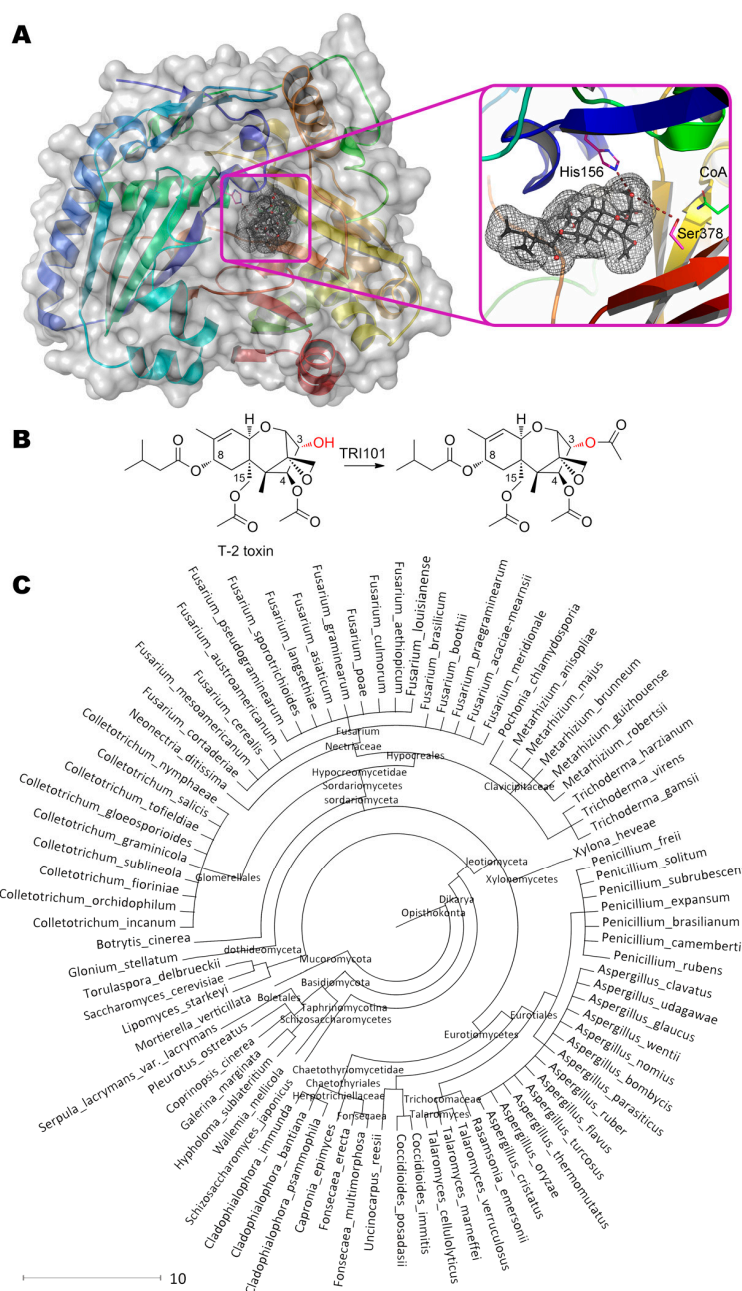 A
His156
CoA
Ser378
B
H
O
3
OH
TRI101
H
O
3
O
O
O
8
O
15
4
O
O
O
O
O
T-2 toxin
O
8
O
15
4
O
O
O
O
O
C
Fusarium_pseudograminearum
Fusarium_sporotrichioides
Fusarium_langsethiae
Fusarium_asiaticum
Fusarium_graminearum
Fusarium_poae
Fusarium_culmorum
Fusarium_aethiopicum
Fusarium_louisianense
Fusarium_brasilicum
Fusarium_boothii
Fusarium_praegraminearum
Fusarium_acaciae-mearnsii
Fusarium_meridionale
Pochonia_chlamydosporia
Metarhizium_anisopliae
Metarhizium_majus
Metarhizium_brunneum
Metarhizium_guizhouense
Metarhizium_robertsii
Trichoderma_harzianum
Trichoderma_virens
Trichoderma_gamsii
Xylona_heveae
Penicillium_freii
Penicillium_solitum
Penicillium_subrubescen
Penicillium_expansum
Penicillium_brasilianum
Penicillium_camemberti
Penicillium_rubens
Aspergillus_clavatus
Aspergillus_udagawae
Aspergillus_glaucus
Aspergillus_wentii
Aspergillus_nomius
Aspergillus_bombycis
Aspergillus_parasiticus
Aspergillus_ruber
Aspergillus_flavus
Aspergillus_turcosus
Aspergillus_thermomutatus
Aspergillus_oryzae
Aspergillus_cristatus
Rasamsonia_emersonii
Talaromyces_verruculosus
Talaromyces_marneffei
Talaromyces_cellulolyticus
Coccidioides_immitis
Coccidioides_posadasii
Uncinocarpus_reesii
Fonsecaea_multimorphosa
Fonsecaea_erecta
Capronia_epimyces
Cladophialophora_psammophila
Cladophialophora_bantiana
Cladophialophora_immunda
Schizosaccharomyces_japonicus
Wallemia_mellicola
Hypholoma_sublateritium
Galerina_marginata
Coprinopsis_cinerea
Pleurotus_ostreatus
Serpula_lacrymans_var._lacrymans
Mortierella_verticillata
Lipomyces_starkeyi
Saccharomyces_cerevisiae
Torulaspora_delbrueckii
Glonium_stellatum
Botrytis_cinerea
Colletotrichum_incanum
Colletotrichum_orchidophilum
Colletotrichum_fioriniae
Colletotrichum_sublineola
Colletotrichum_graminicola
Colletotrichum_gloeosporioides
Colletotrichum_tofieldiae
Colletotrichum_salicis
Colletotrichum_nymphaeae
Neonectria_ditissima
Fusarium_cortaderiae
Fusarium_mesoamericanum
Fusarium_cerealis
Fusarium_austroamericanum
Fusarium
Nectriaceae
Hypocreales
Hypocreomycetidae
Sordariomycetes
sordariomyceta
Clavicipitaceae
Glomerellales
leotiomyceta
Xylonomycetes
Dikarya
Opisthokonta
dothideomyceta
Mucoromycota
Basidiomycota
Boletales
Taphrinomycotina
Schizosaccharomycetes
Eurotiales
Eurotiomycetes
Chaetothyriomycetidae
Chaetothyriales
Herpotrichiellaceae
Fonsecaea
Trichocomaceae
Talaromyces
10